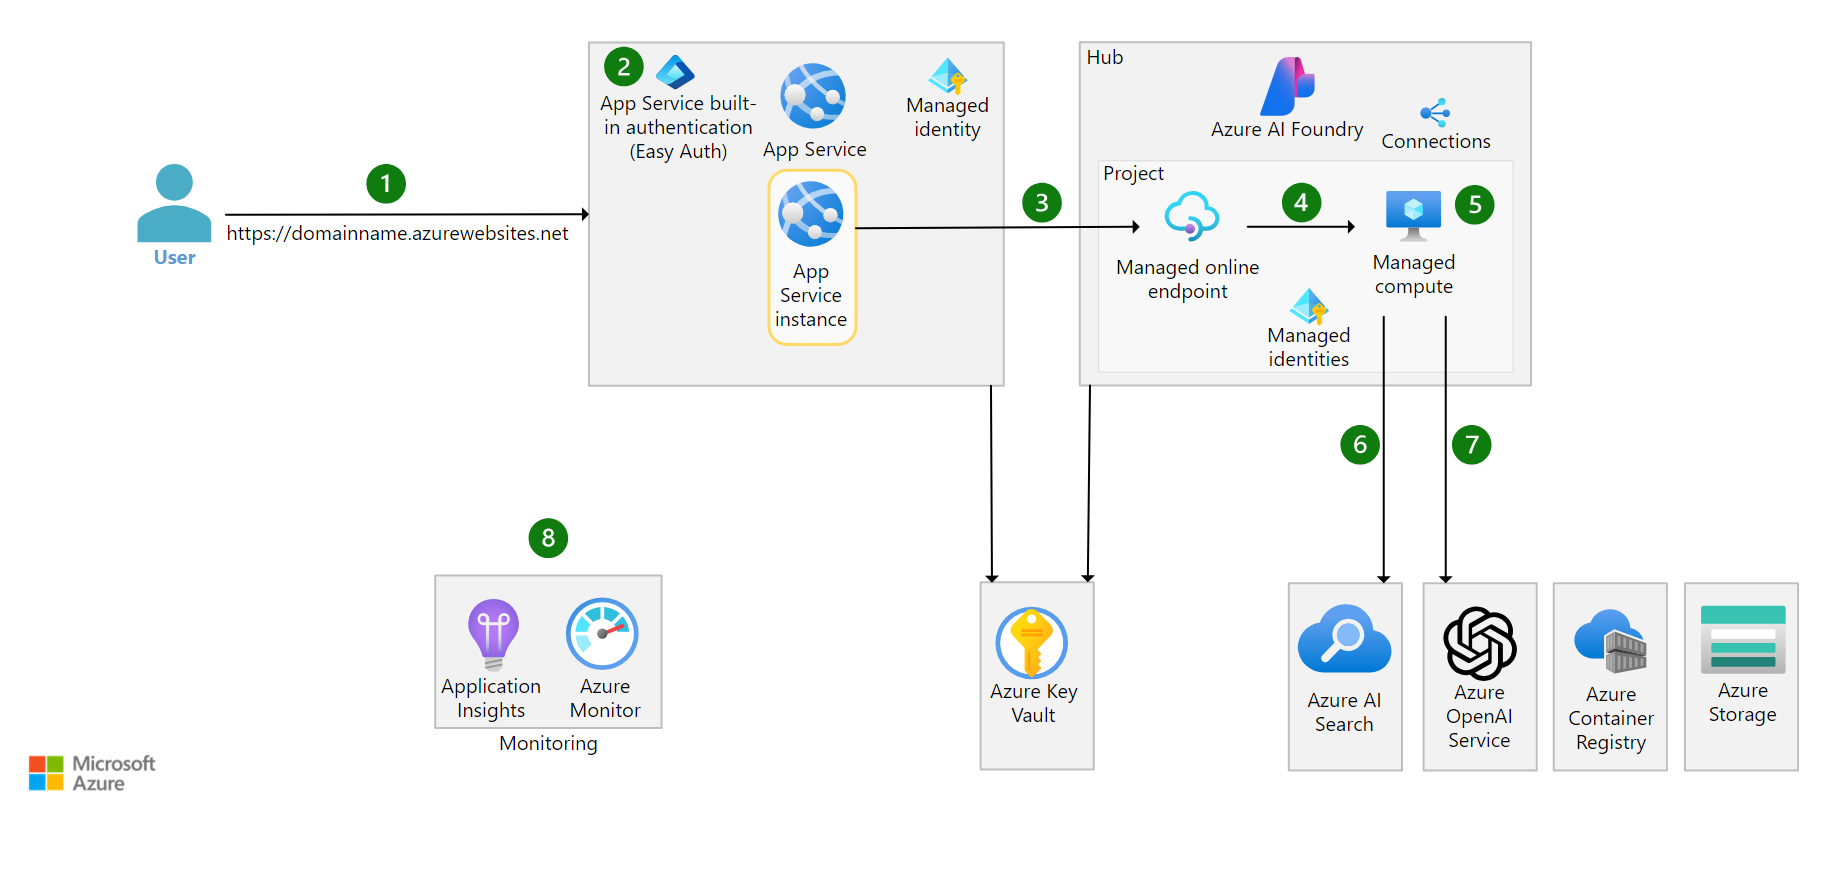 2
App Service built-
in authentication
(Easy Auth)
App Service
Managed
identity
Hub
Azure AI Foundry
Connections
1
https://domainname.azurewebsites.net
User
App
Service
instance
3
Project
4
5
Managed online
endpoint
Managed
compute
Managed
identities
6
7
8
Application
Insights
Azure
Monitor
Monitoring
Azure Key
Vault
Azure AI
Search
Azure
OpenAI
Service
Azure
Container
Registry
Azure
Storage
Microsoft
Azure